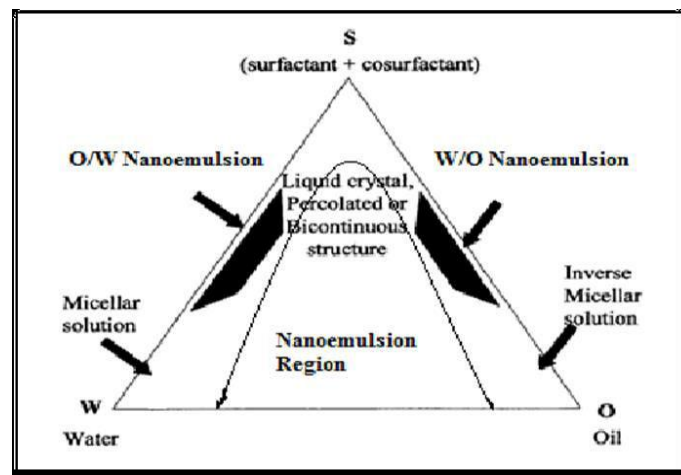 S
(surfactant + cosurfactant)
O/W Nanoemulsion
W/O Nanoemulsion
Liquid crystal,
Percolated or
Bicontinuous
structure
Micellar
solution
Inverse
Micellar
solution
Nanoemulsion
Region
W
O
Water
Oil